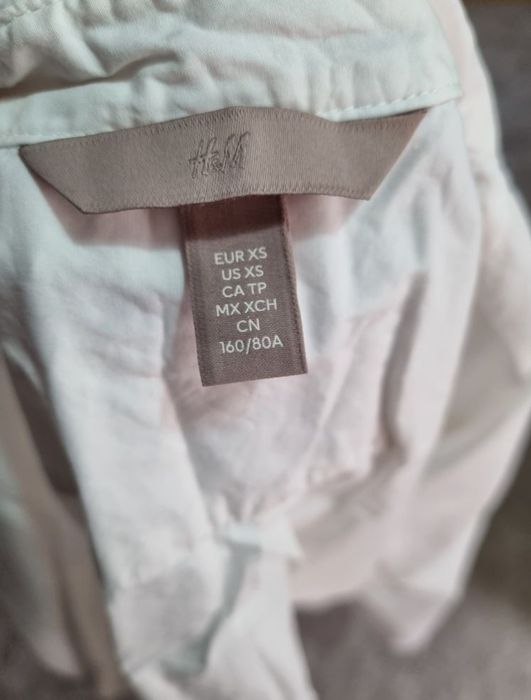 H&M
EUR XS
US XS
CA TP
MX XCH
CN
160/80A